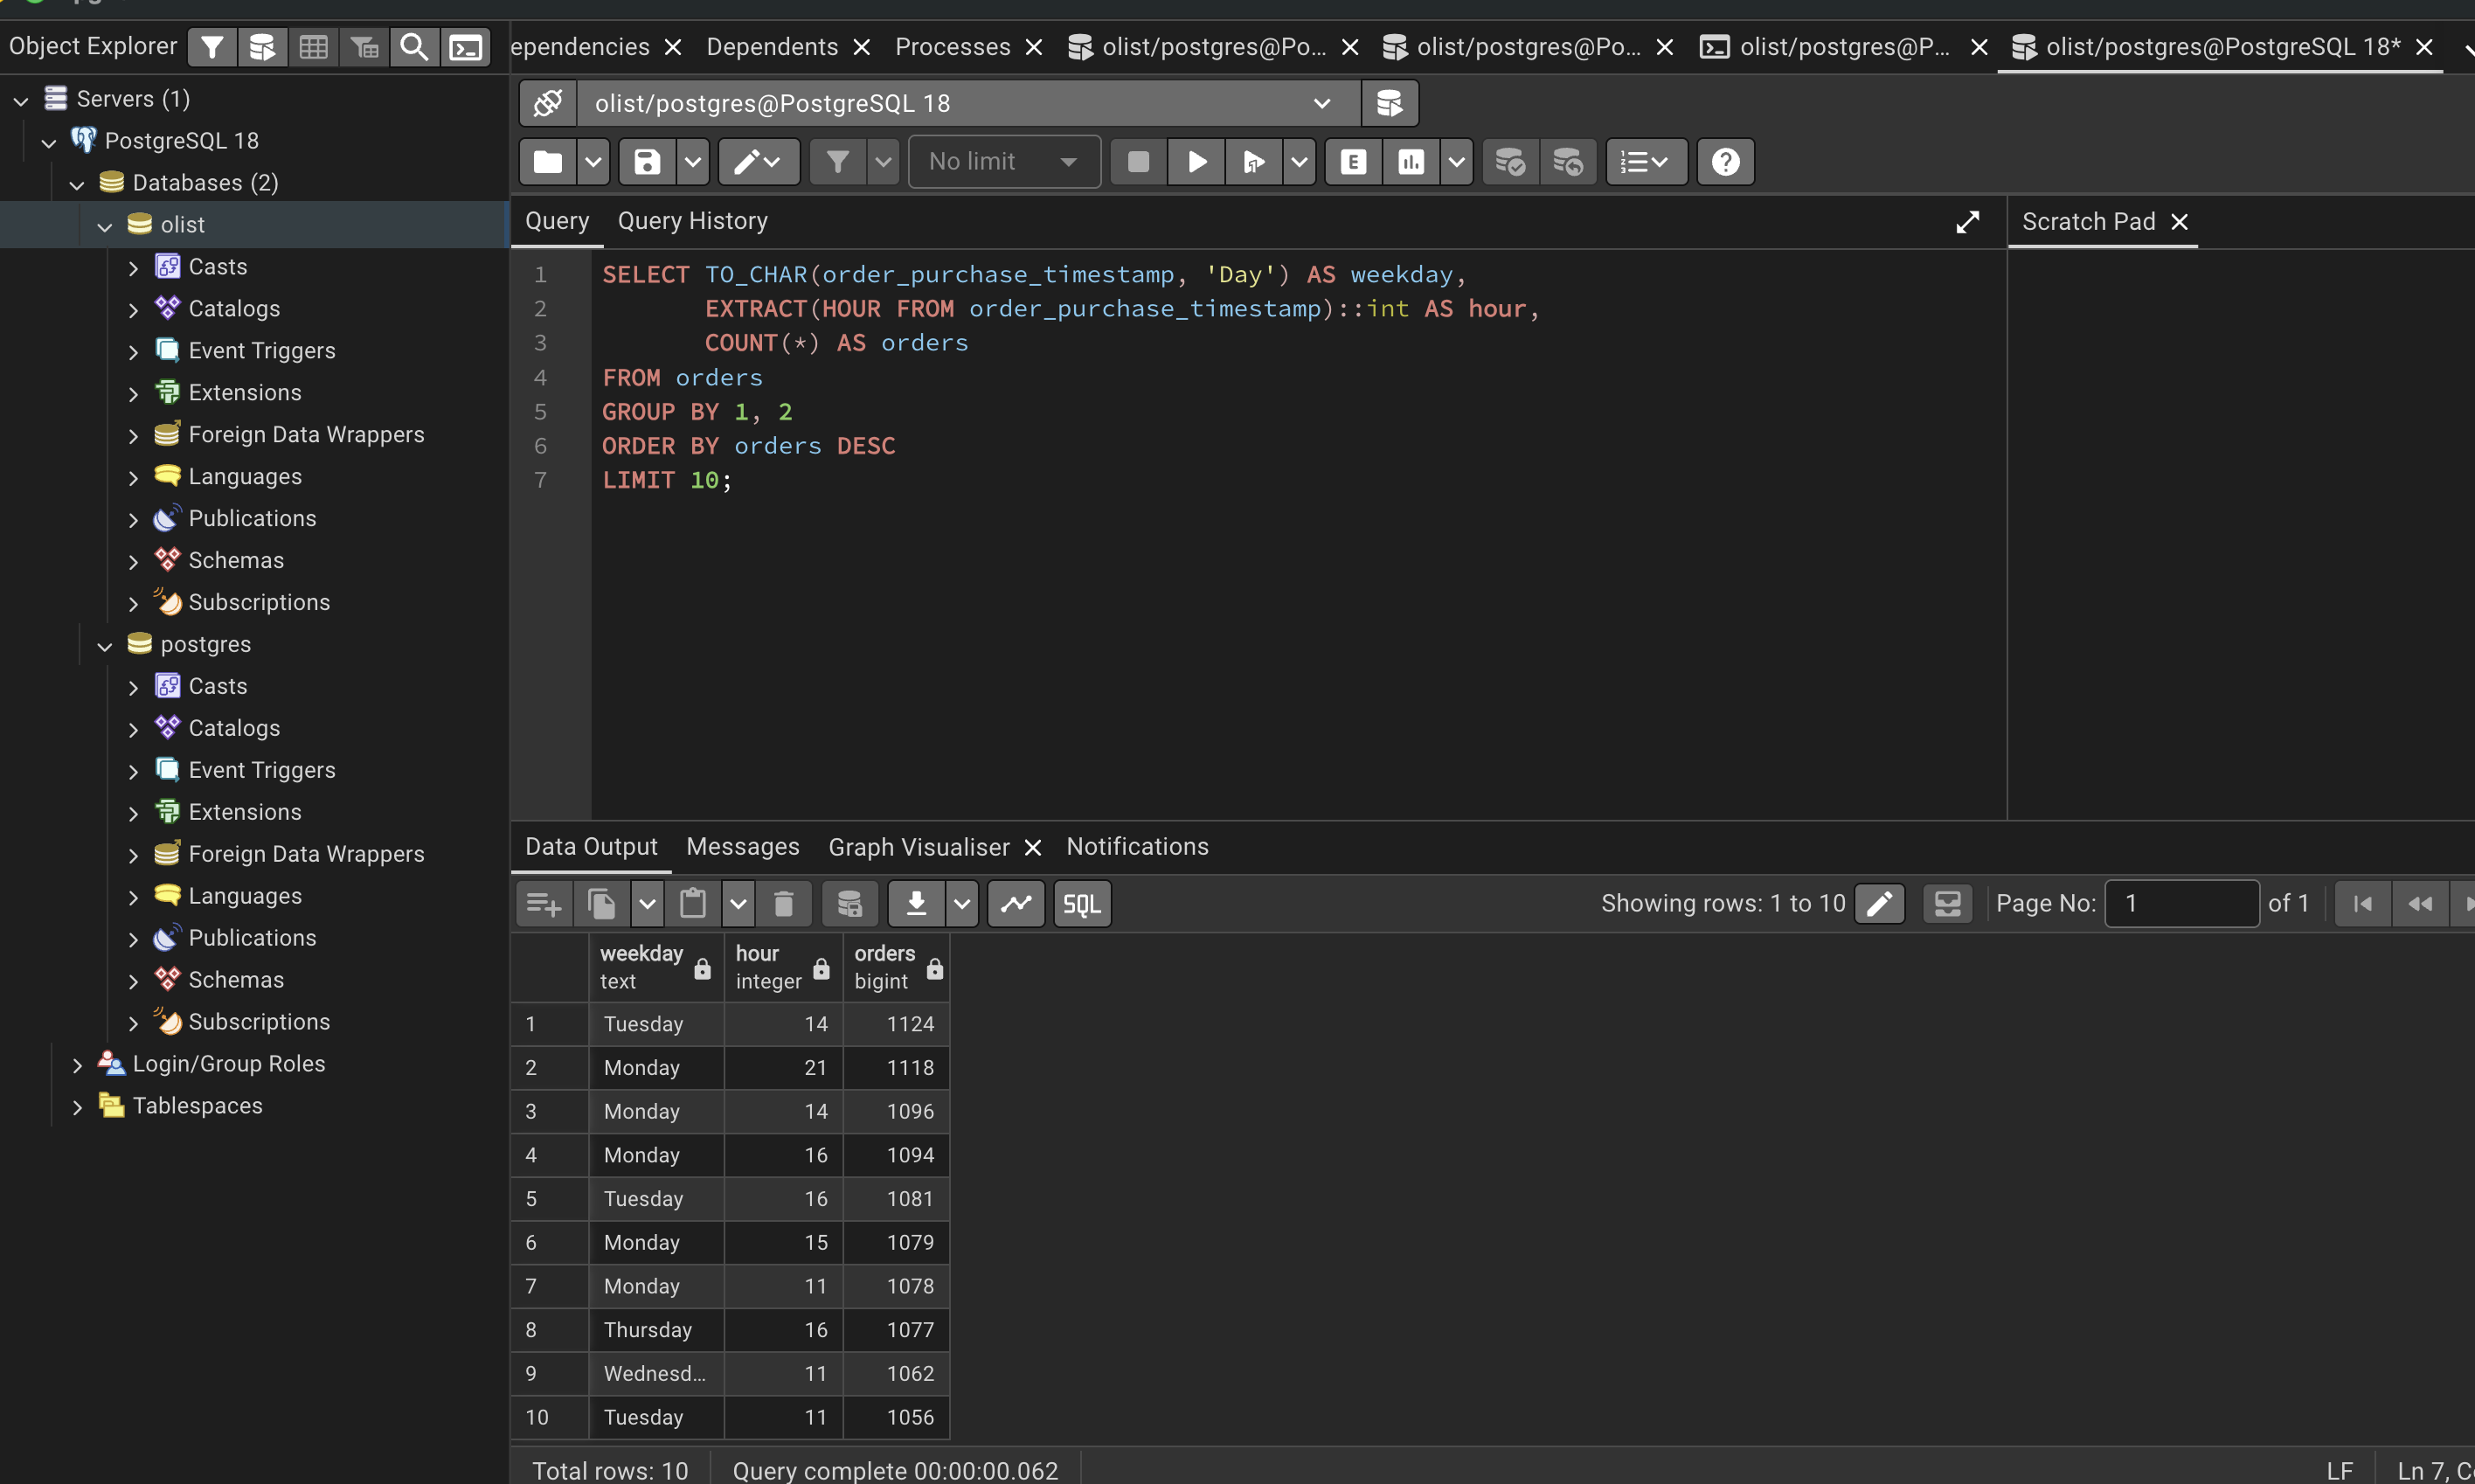 Object Explorer
ependencies
Dependents
Processes
olist/postgres@Po...
olist/postgres@Po...
olist/postgres@P...
olist/postgres@PostgreSQL 18*
Servers (1)
PostgreSQL 18
Databases (2)
olist
Casts
Catalogs
Event Triggers
Extensions
Foreign Data Wrappers
Languages
Publications
Schemas
Subscriptions
postgres
Casts
Catalogs
Event Triggers
Extensions
Foreign Data Wrappers
Languages
Publications
Schemas
Subscriptions
Login/Group Roles
Tablespaces
olist/postgres@PostgreSQL 18
No limit
E
Query Query History
Scratch Pad
1 SELECT TO_CHAR(order_purchase_timestamp, 'Day') AS weekday,
2 EXTRACT(HOUR FROM order_purchase_timestamp)::int AS hour,
3 COUNT(*) AS orders
4 FROM orders
5 GROUP BY 1, 2
6 ORDER BY orders DESC
7 LIMIT 10;
Data Output Messages Graph Visualiser Notifications
SQL
Showing rows: 1 to 10
Page No: 1 of 1
weekday hour orders
text integer bigint
1 Tuesday 14 1124
2 Monday 21 1118
3 Monday 14 1096
4 Monday 16 1094
5 Tuesday 16 1081
6 Monday 15 1079
7 Monday 11 1078
8 Thursday 16 1077
9 Wednesd... 11 1062
10 Tuesday 11 1056
Total rows: 10 Query complete 00:00:00.062
LF Ln 7, C